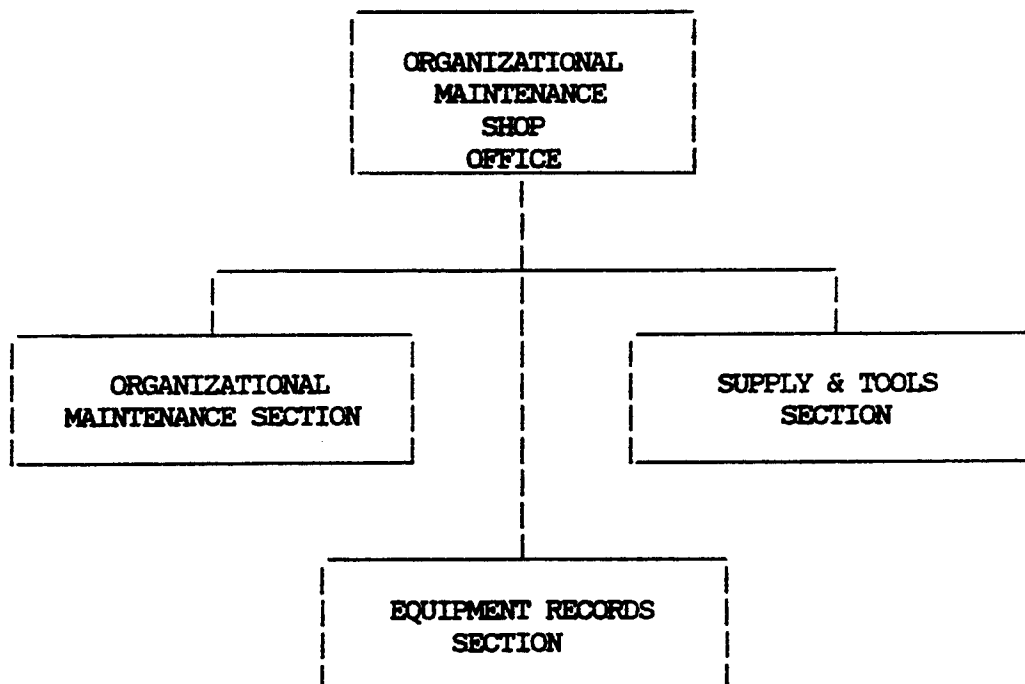 ORGANIZATIONAL
MAINTENANCE
SHOP
OFFICE
ORGANIZATIONAL
MAINTENANCE SECTION
SUPPLY & TOOLS
SECTION
EQUIPMENT RECORDS
SECTION